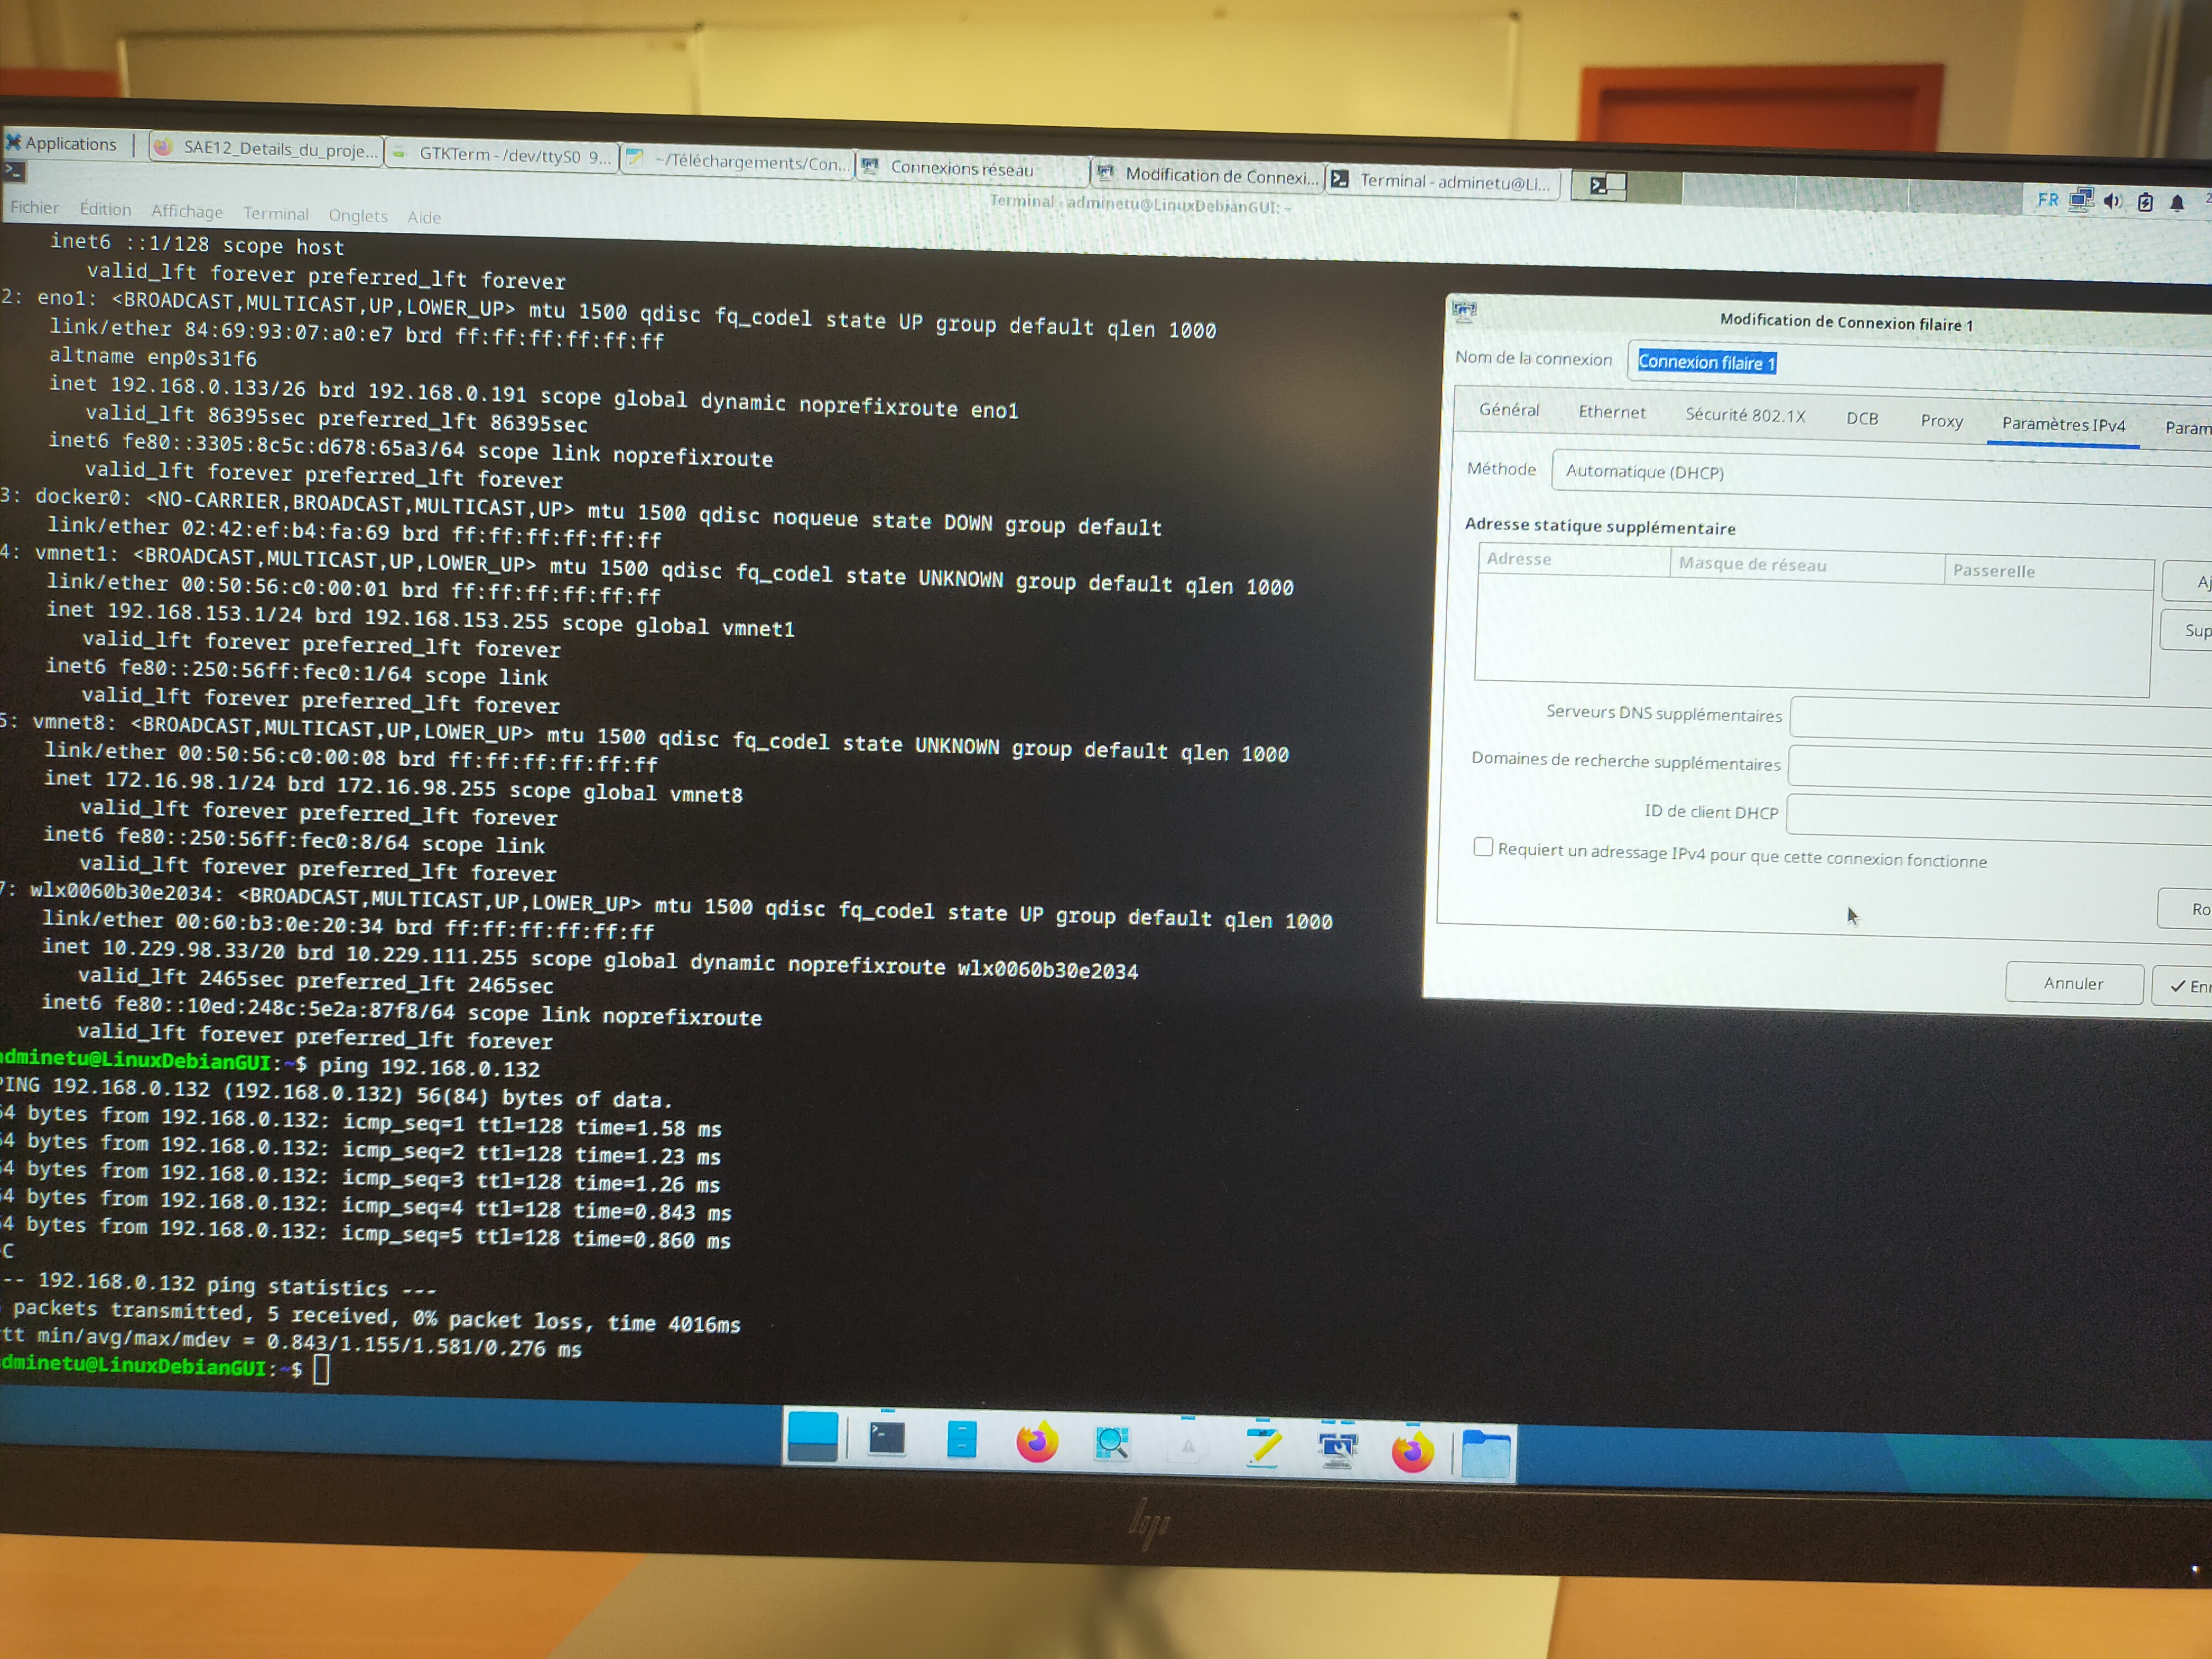 Applications
SAE12_Details_du_proje...
GTKTerm - /dev/ttyS0 9...
~/Téléchargements/Con...
Connexions réseau
Modification de Connexi...
Terminal - adminetu@Li...
FR
Terminal - adminetu@LinuxDebianGUI: ~
Fichier Édition Affichage Terminal Onglets Aide
inet6 ::1/128 scope host
valid_lft forever preferred_lft forever
2: eno1: <BROADCAST,MULTICAST,UP,LOWER_UP> mtu 1500 qdisc fq_codel state UP group default qlen 1000
link/ether 84:69:93:07:a0:e7 brd ff:ff:ff:ff:ff:ff
altname enp0s31f6
inet 192.168.0.133/26 brd 192.168.0.191 scope global dynamic noprefixroute eno1
valid_lft 86395sec preferred_lft 86395sec
inet6 fe80::3305:8c5c:d678:65a3/64 scope link noprefixroute
valid_lft forever preferred_lft forever
3: docker0: <NO-CARRIER,BROADCAST,MULTICAST,UP> mtu 1500 qdisc noqueue state DOWN group default
link/ether 02:42:ef:b4:fa:69 brd ff:ff:ff:ff:ff:ff
4: vmnet1: <BROADCAST,MULTICAST,UP,LOWER_UP> mtu 1500 qdisc fq_codel state UNKNOWN group default qlen 1000
link/ether 00:50:56:c0:00:01 brd ff:ff:ff:ff:ff:ff
inet 192.168.153.1/24 brd 192.168.153.255 scope global vmnet1
valid_lft forever preferred_lft forever
inet6 fe80::250:56ff:fec0:1/64 scope link
valid_lft forever preferred_lft forever
5: vmnet8: <BROADCAST,MULTICAST,UP,LOWER_UP> mtu 1500 qdisc fq_codel state UNKNOWN group default qlen 1000
link/ether 00:50:56:c0:00:08 brd ff:ff:ff:ff:ff:ff
inet 172.16.98.1/24 brd 172.16.98.255 scope global vmnet8
valid_lft forever preferred_lft forever
inet6 fe80::250:56ff:fec0:8/64 scope link
valid_lft forever preferred_lft forever
7: wlx0060b30e2034: <BROADCAST,MULTICAST,UP,LOWER_UP> mtu 1500 qdisc fq_codel state UP group default qlen 1000
link/ether 00:60:b3:0e:20:34 brd ff:ff:ff:ff:ff:ff
inet 10.229.98.33/20 brd 10.229.111.255 scope global dynamic noprefixroute wlx0060b30e2034
valid_lft 2465sec preferred_lft 2465sec
inet6 fe80::10ed:248c:5e2a:87f8/64 scope link noprefixroute
valid_lft forever preferred_lft forever
adminetu@LinuxDebianGUI:~$ ping 192.168.0.132
PING 192.168.0.132 (192.168.0.132) 56(84) bytes of data.
64 bytes from 192.168.0.132: icmp_seq=1 ttl=128 time=1.58 ms
64 bytes from 192.168.0.132: icmp_seq=2 ttl=128 time=1.23 ms
64 bytes from 192.168.0.132: icmp_seq=3 ttl=128 time=1.26 ms
64 bytes from 192.168.0.132: icmp_seq=4 ttl=128 time=0.843 ms
64 bytes from 192.168.0.132: icmp_seq=5 ttl=128 time=0.860 ms
C
-- 192.168.0.132 ping statistics ---
packets transmitted, 5 received, 0% packet loss, time 4016ms
tt min/avg/max/mdev = 0.843/1.155/1.581/0.276 ms
dminetu@LinuxDebianGUI:~$
Modification de Connexion filaire 1
Nom de la connexion Connexion filaire 1
Général Ethernet Sécurité 802.1X DCB Proxy Paramètres IPv4 Param
Méthode Automatique (DHCP)
Adresse statique supplémentaire
Adresse Masque de réseau Passerelle
Aj
Sup
Serveurs DNS supplémentaires
Domaines de recherche supplémentaires
ID de client DHCP
Requiert un adressage IPv4 pour que cette connexion fonctionne
Ro
Annuler
Enr
hp